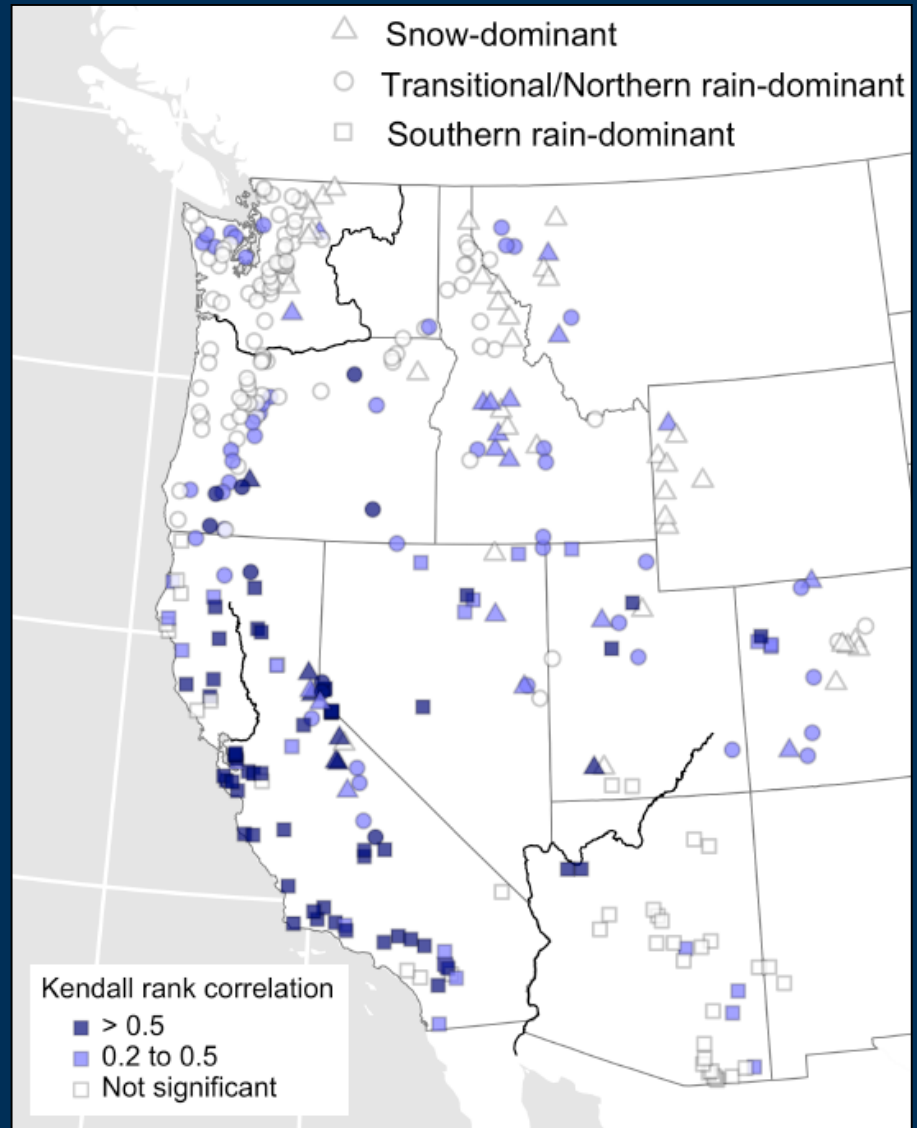 Snow-dominant
Transitional/Northern rain-dominant
Southern rain-dominant
Kendall rank correlation
> 0.5
0.2 to 0.5
Not significant